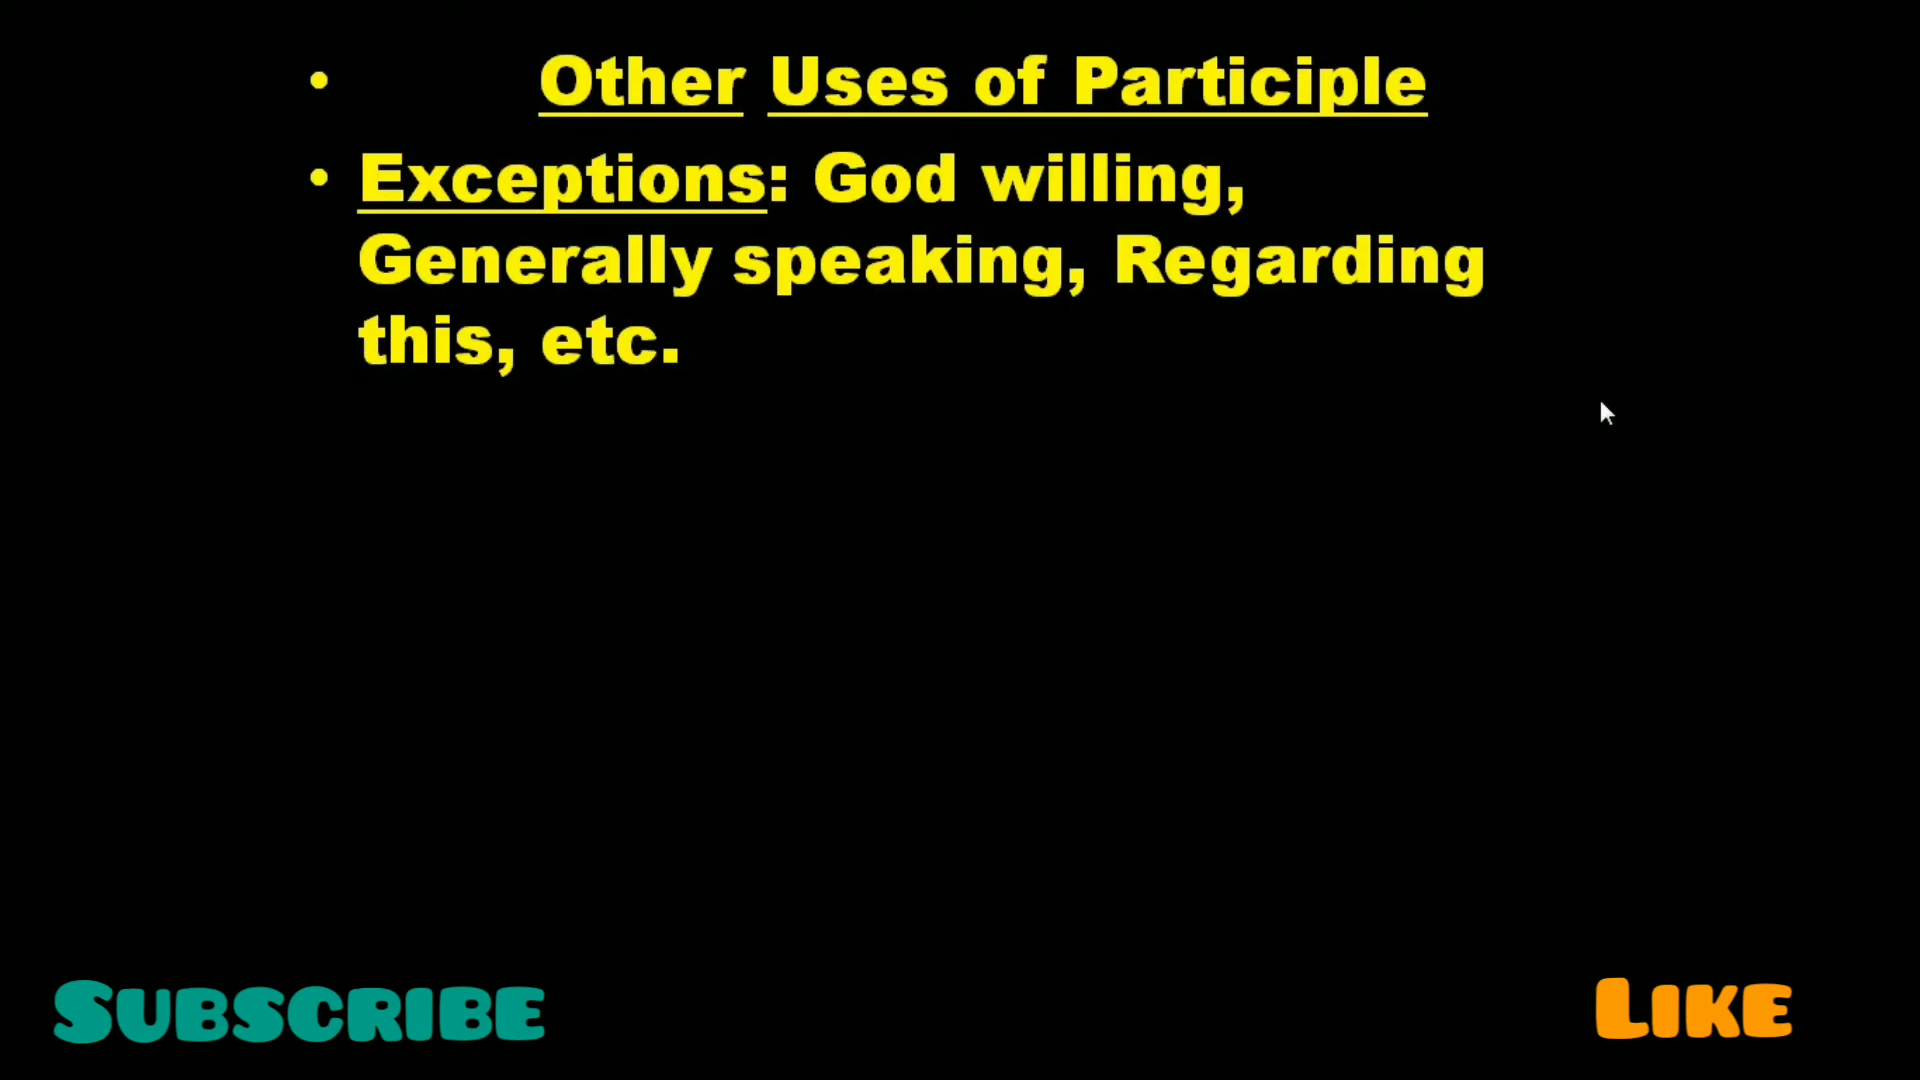 • Other Uses of Participle
• Exceptions: God willing,
Generally speaking, Regarding
this, etc.
Subscribe
Like